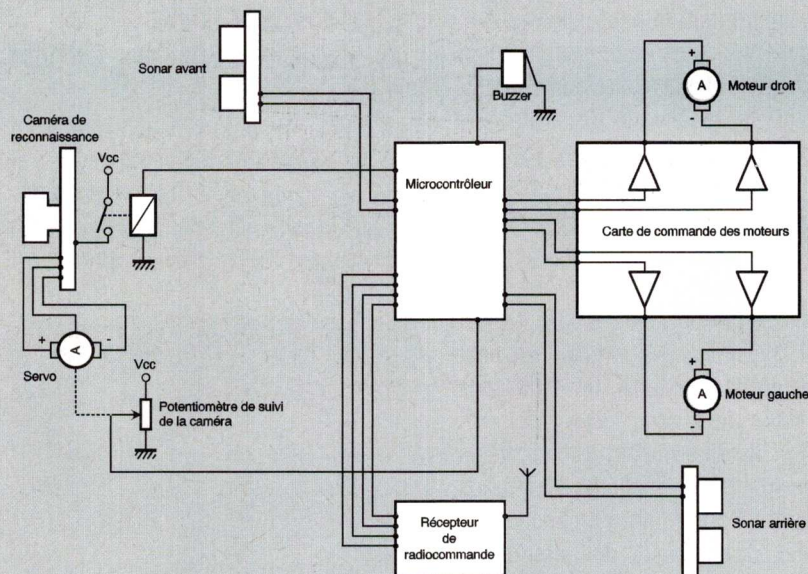 Sonar avant
Buzzer
Moteur droit
+
-
A
Caméra de
reconnaissance
Vcc
Microcontrôleur
Carte de commande des moteurs
+
-
A
Servo
Vcc
Potentiomètre de suivi
de la caméra
+
-
A
Moteur gauche
Récepteur
de
radiocommande
Sonar arrière